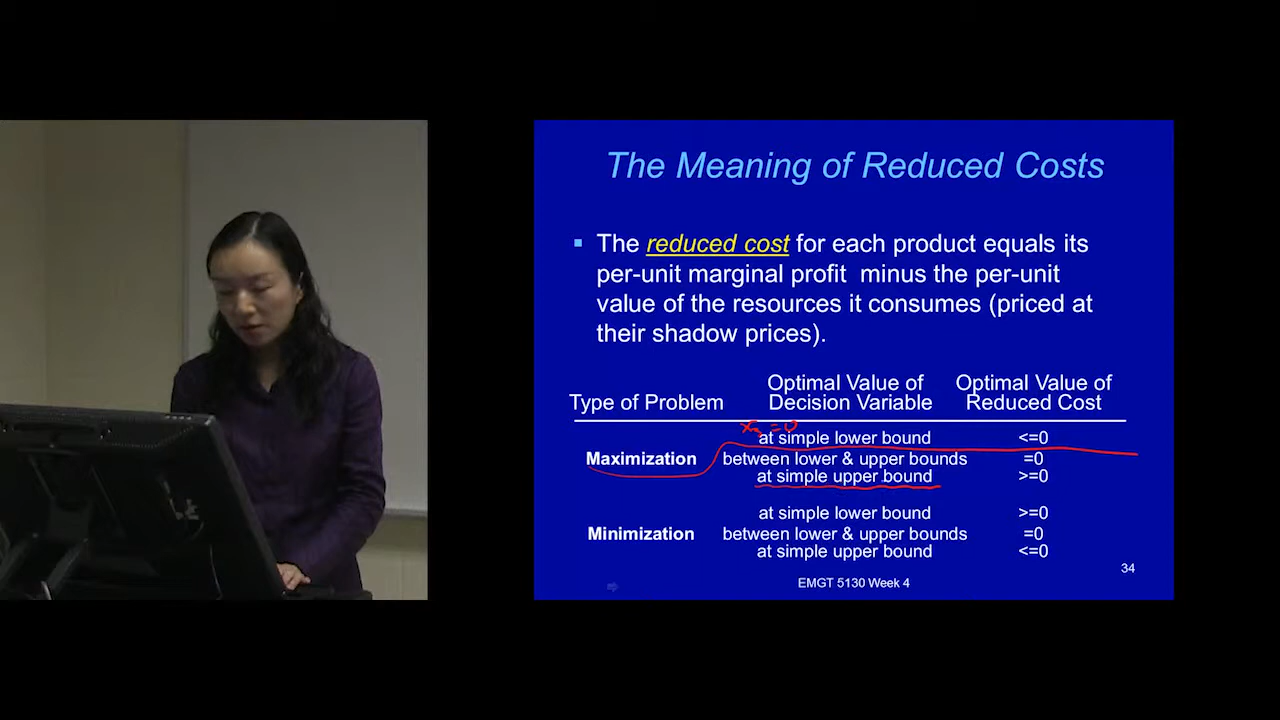 The Meaning of Reduced Costs
The reduced cost for each product equals its
per-unit marginal profit minus the per-unit
value of the resources it consumes (priced at
their shadow prices).
Type of Problem
Optimal Value of
Decision Variable
Optimal Value of
Reduced Cost
at simple lower bound <=0
Maximization between lower & upper bounds =0
at simple upper bound >=0
at simple lower bound >=0
Minimization between lower & upper bounds =0
at simple upper bound <=0
34
EMGT 5130 Week 4